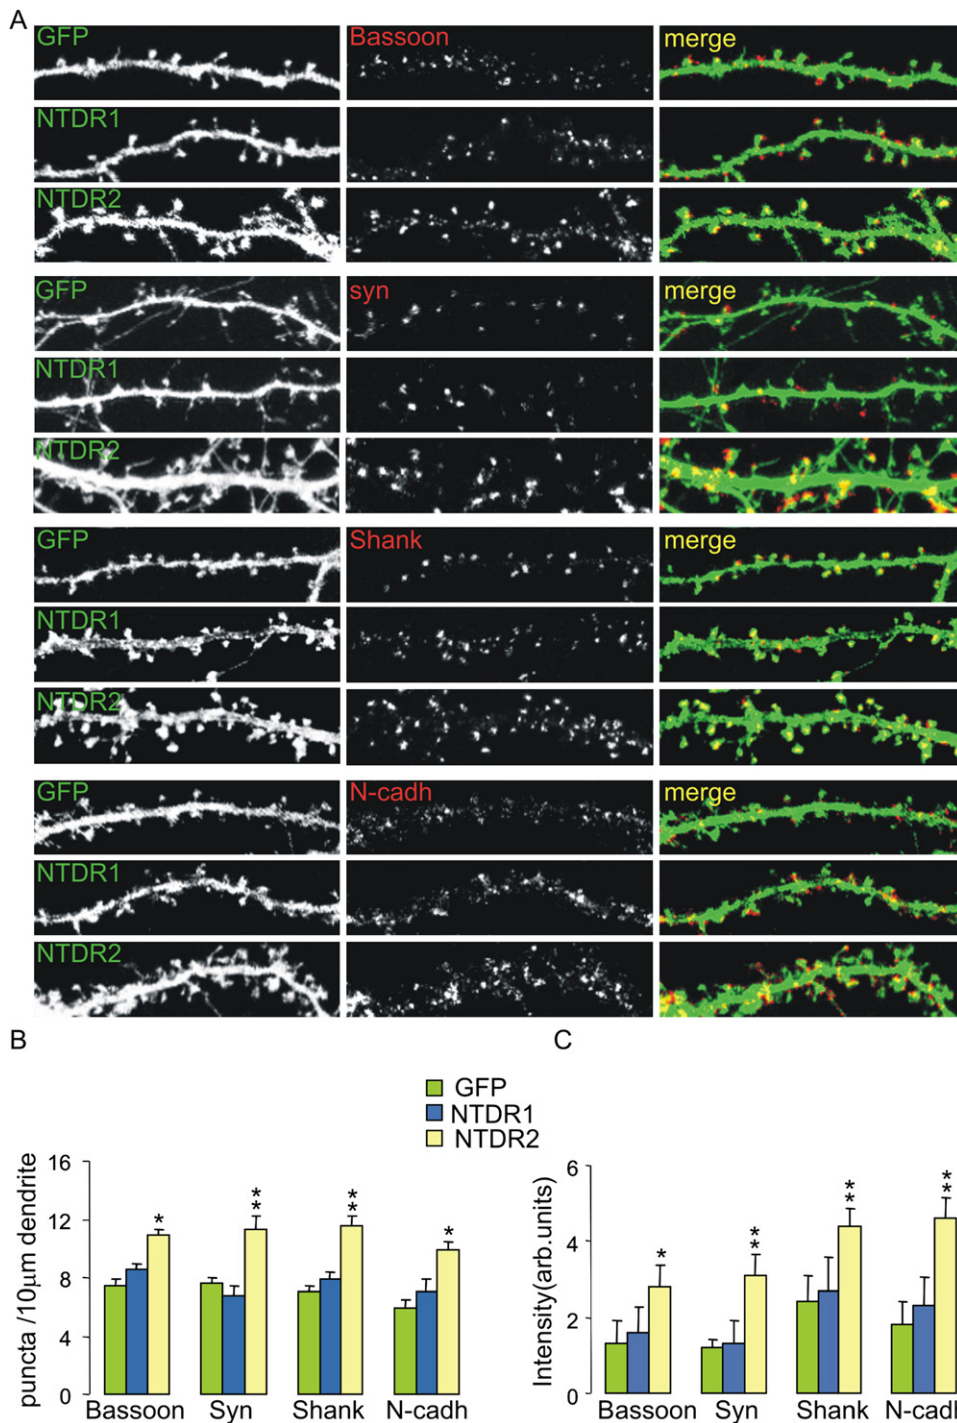 A
GFP Bassoon merge
NTDR1
NTDR2
GFP syn merge
NTDR1
NTDR2
GFP Shank merge
NTDR1
NTDR2
GFP N-cadh merge
NTDR1
NTDR2
B C
GFP
NTDR1
NTDR2
puncta /10μm dendrite
16
12
8
4
0
* ** ** *
Bassoon Syn Shank N-cadh
Intensity(arb.units)
6
4
2
0
* ** ** **
Bassoon Syn Shank N-cadh